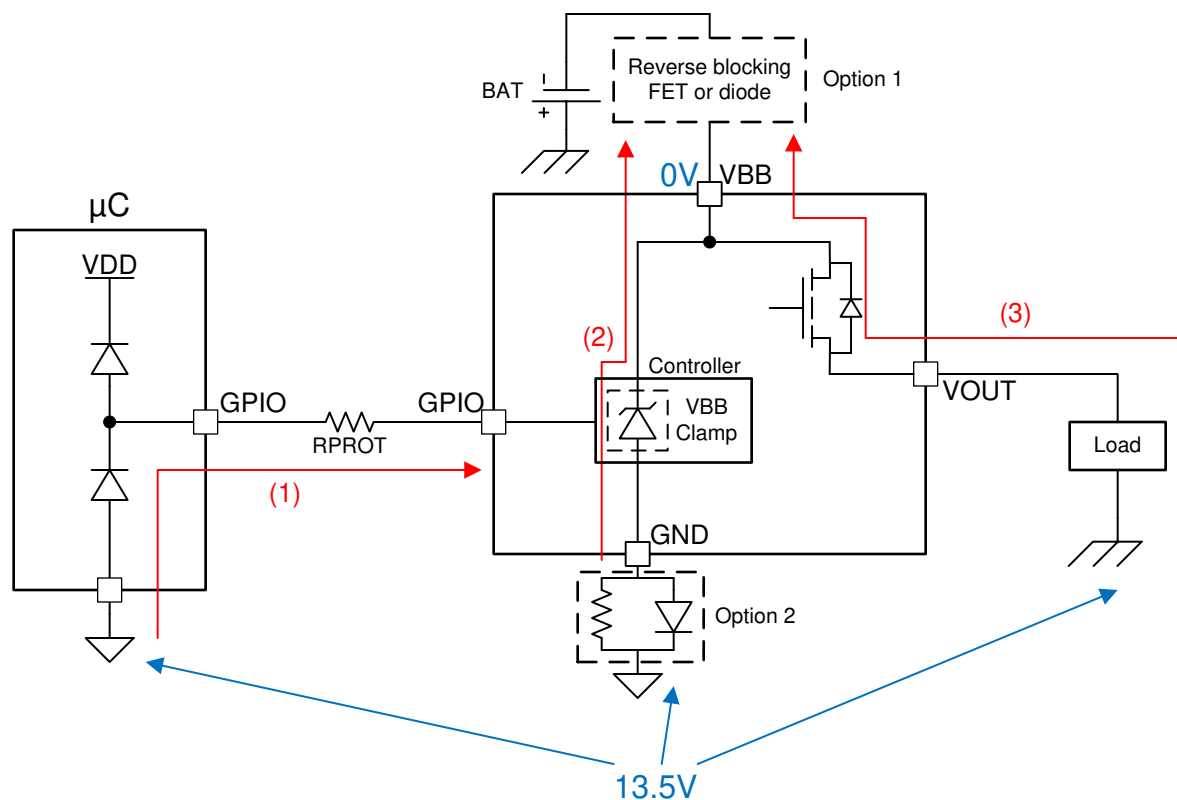 Reverse blocking
FET or diode
Option 1
BAT
-
+
0V
VBB
µC
VDD
GPIO
RPROT
GPIO
(1)
(2)
(3)
Controller
VBB
Clamp
VOUT
Load
GND
Option 2
13.5V